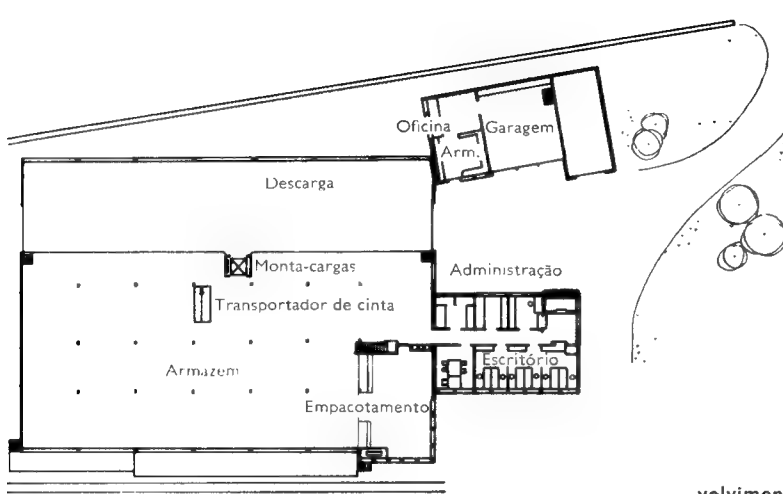 Oficina
Garagem
Arm.
Descarga
Monta-cargas
Administração
Transportador de cinta
Escritório
Armazem
Empacotamento